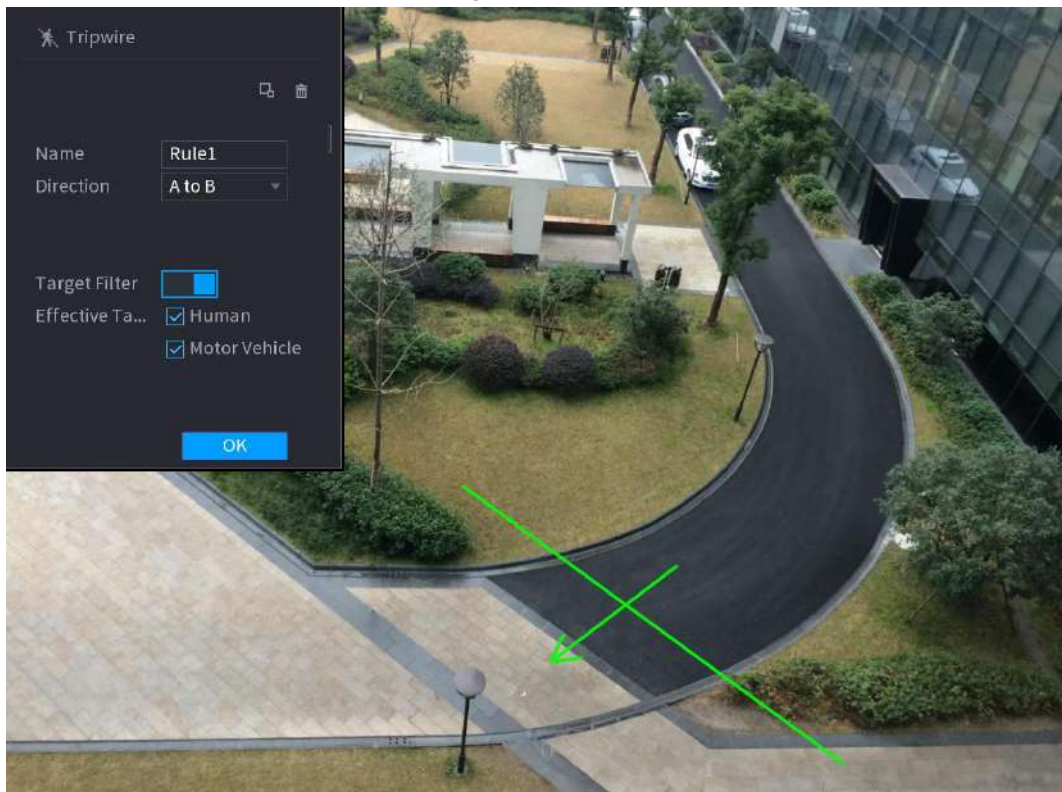 Tripwire
Name Rule1
Direction A to B
Target Filter
Effective Ta... Human
Motor Vehicle
OK